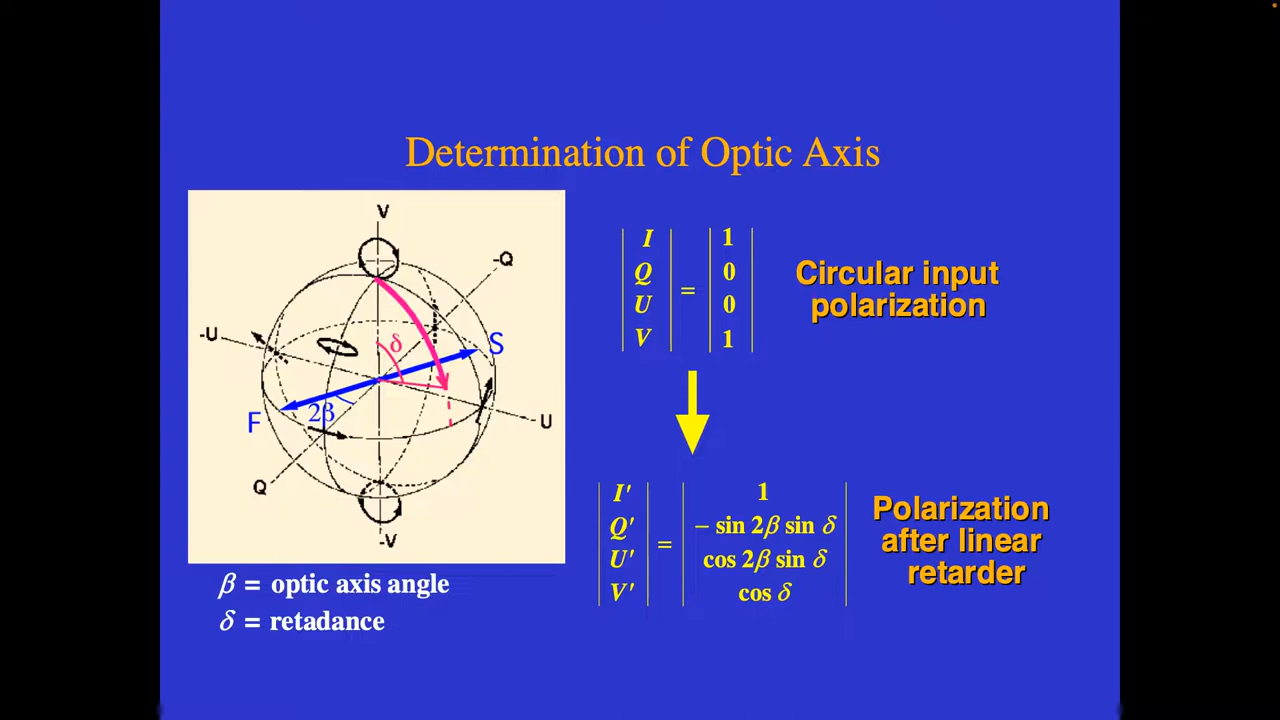 Determination of Optic Axis
V
-Q
-U
δ
S
F
2β
U
Q
-V
I
Q
U
V
=
1
0
0
1
Circular input
polarization
I′
Q′
U′
V′
=
1
− sin 2β sin δ
cos 2β sin δ
cos δ
Polarization
after linear
retarder
β = optic axis angle
δ = retadance